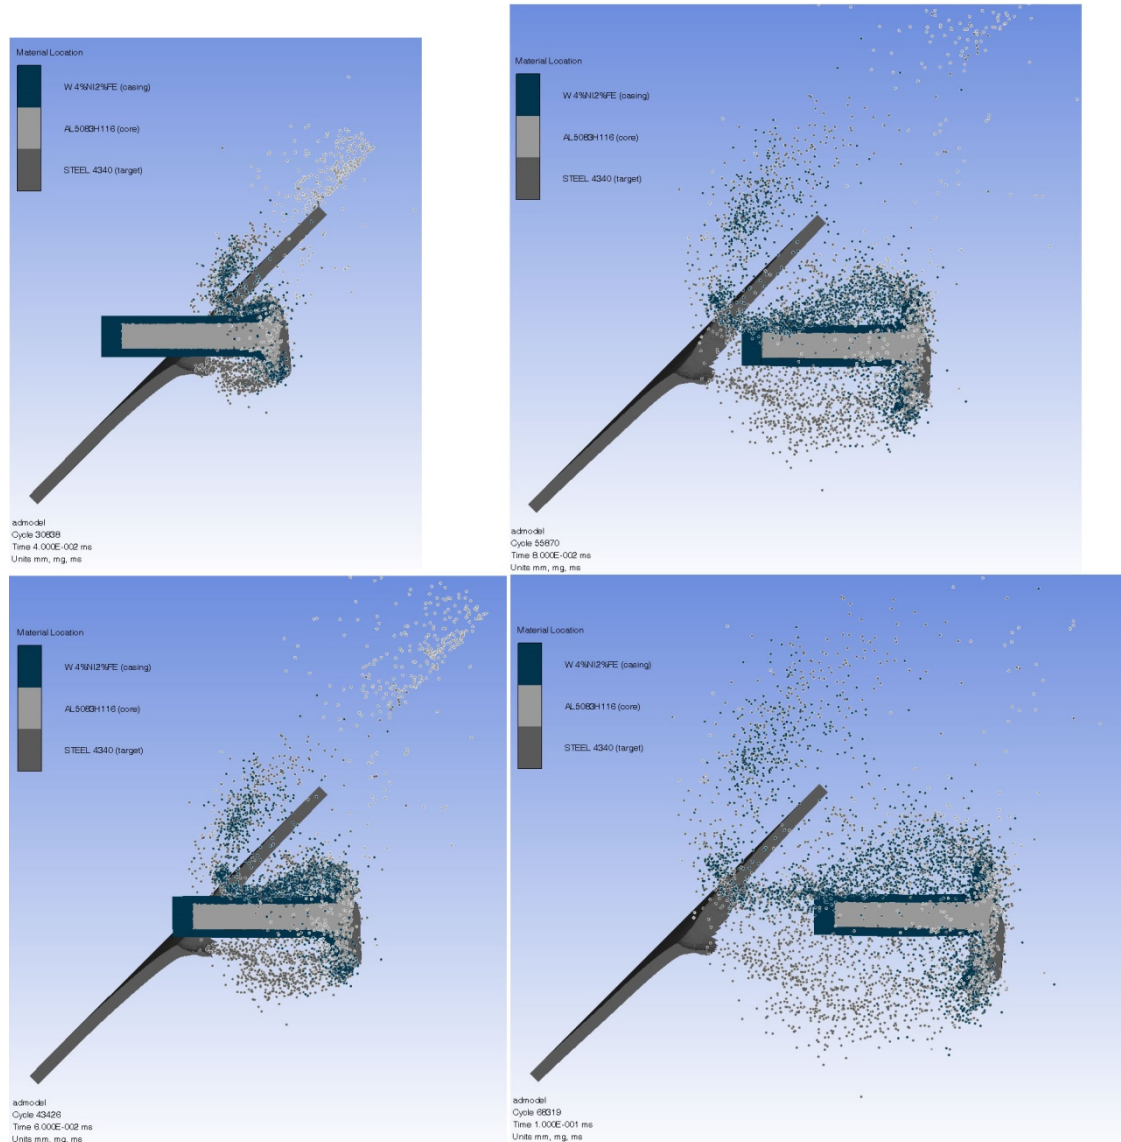 Material Location
W 4%NI2%FE (casing)
AL5083H116 (core)
STEEL 4340 (target)
admodel
Cycle 30838
Time 4.000E-002 ms
Units mm, mg, ms
Material Location
W 4%NI2%FE (casing)
AL5083H116 (core)
STEEL 4340 (target)
admodel
Cycle 55870
Time 8.000E-002 ms
Units mm, mg, ms
Material Location
W 4%NI2%FE (casing)
AL5083H116 (core)
STEEL 4340 (target)
admodel
Cycle 43426
Time 6.000E-002 ms
Units mm, mg, ms
Material Location
W 4%NI2%FE (casing)
AL5083H116 (core)
STEEL 4340 (target)
admodel
Cycle 68319
Time 1.000E-001 ms
Units mm, mg, ms